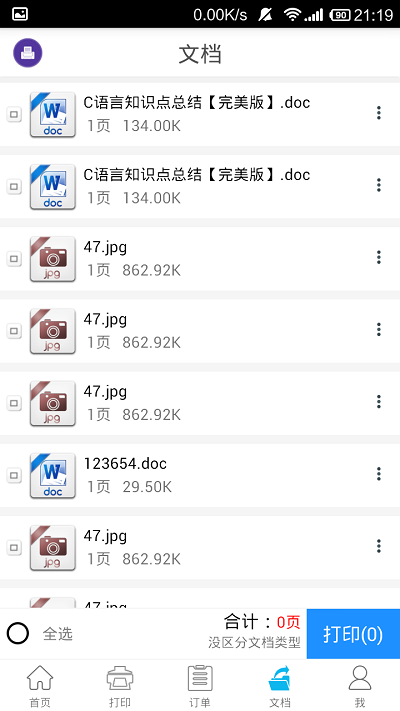 0.00K/s 90 21:19
文档
C语言知识点总结【完美版】.doc
doc
1页 134.00K
C语言知识点总结【完美版】.doc
doc
1页 134.00K
47.jpg
jpg
1页 862.92K
47.jpg
jpg
1页 862.92K
47.jpg
jpg
1页 862.92K
123654.doc
doc
1页 29.50K
47.jpg
jpg
1页 862.92K
47.jpg
全选
合计：0页
没区分文档类型
打印(0)
首页 打印 订单 文档 我